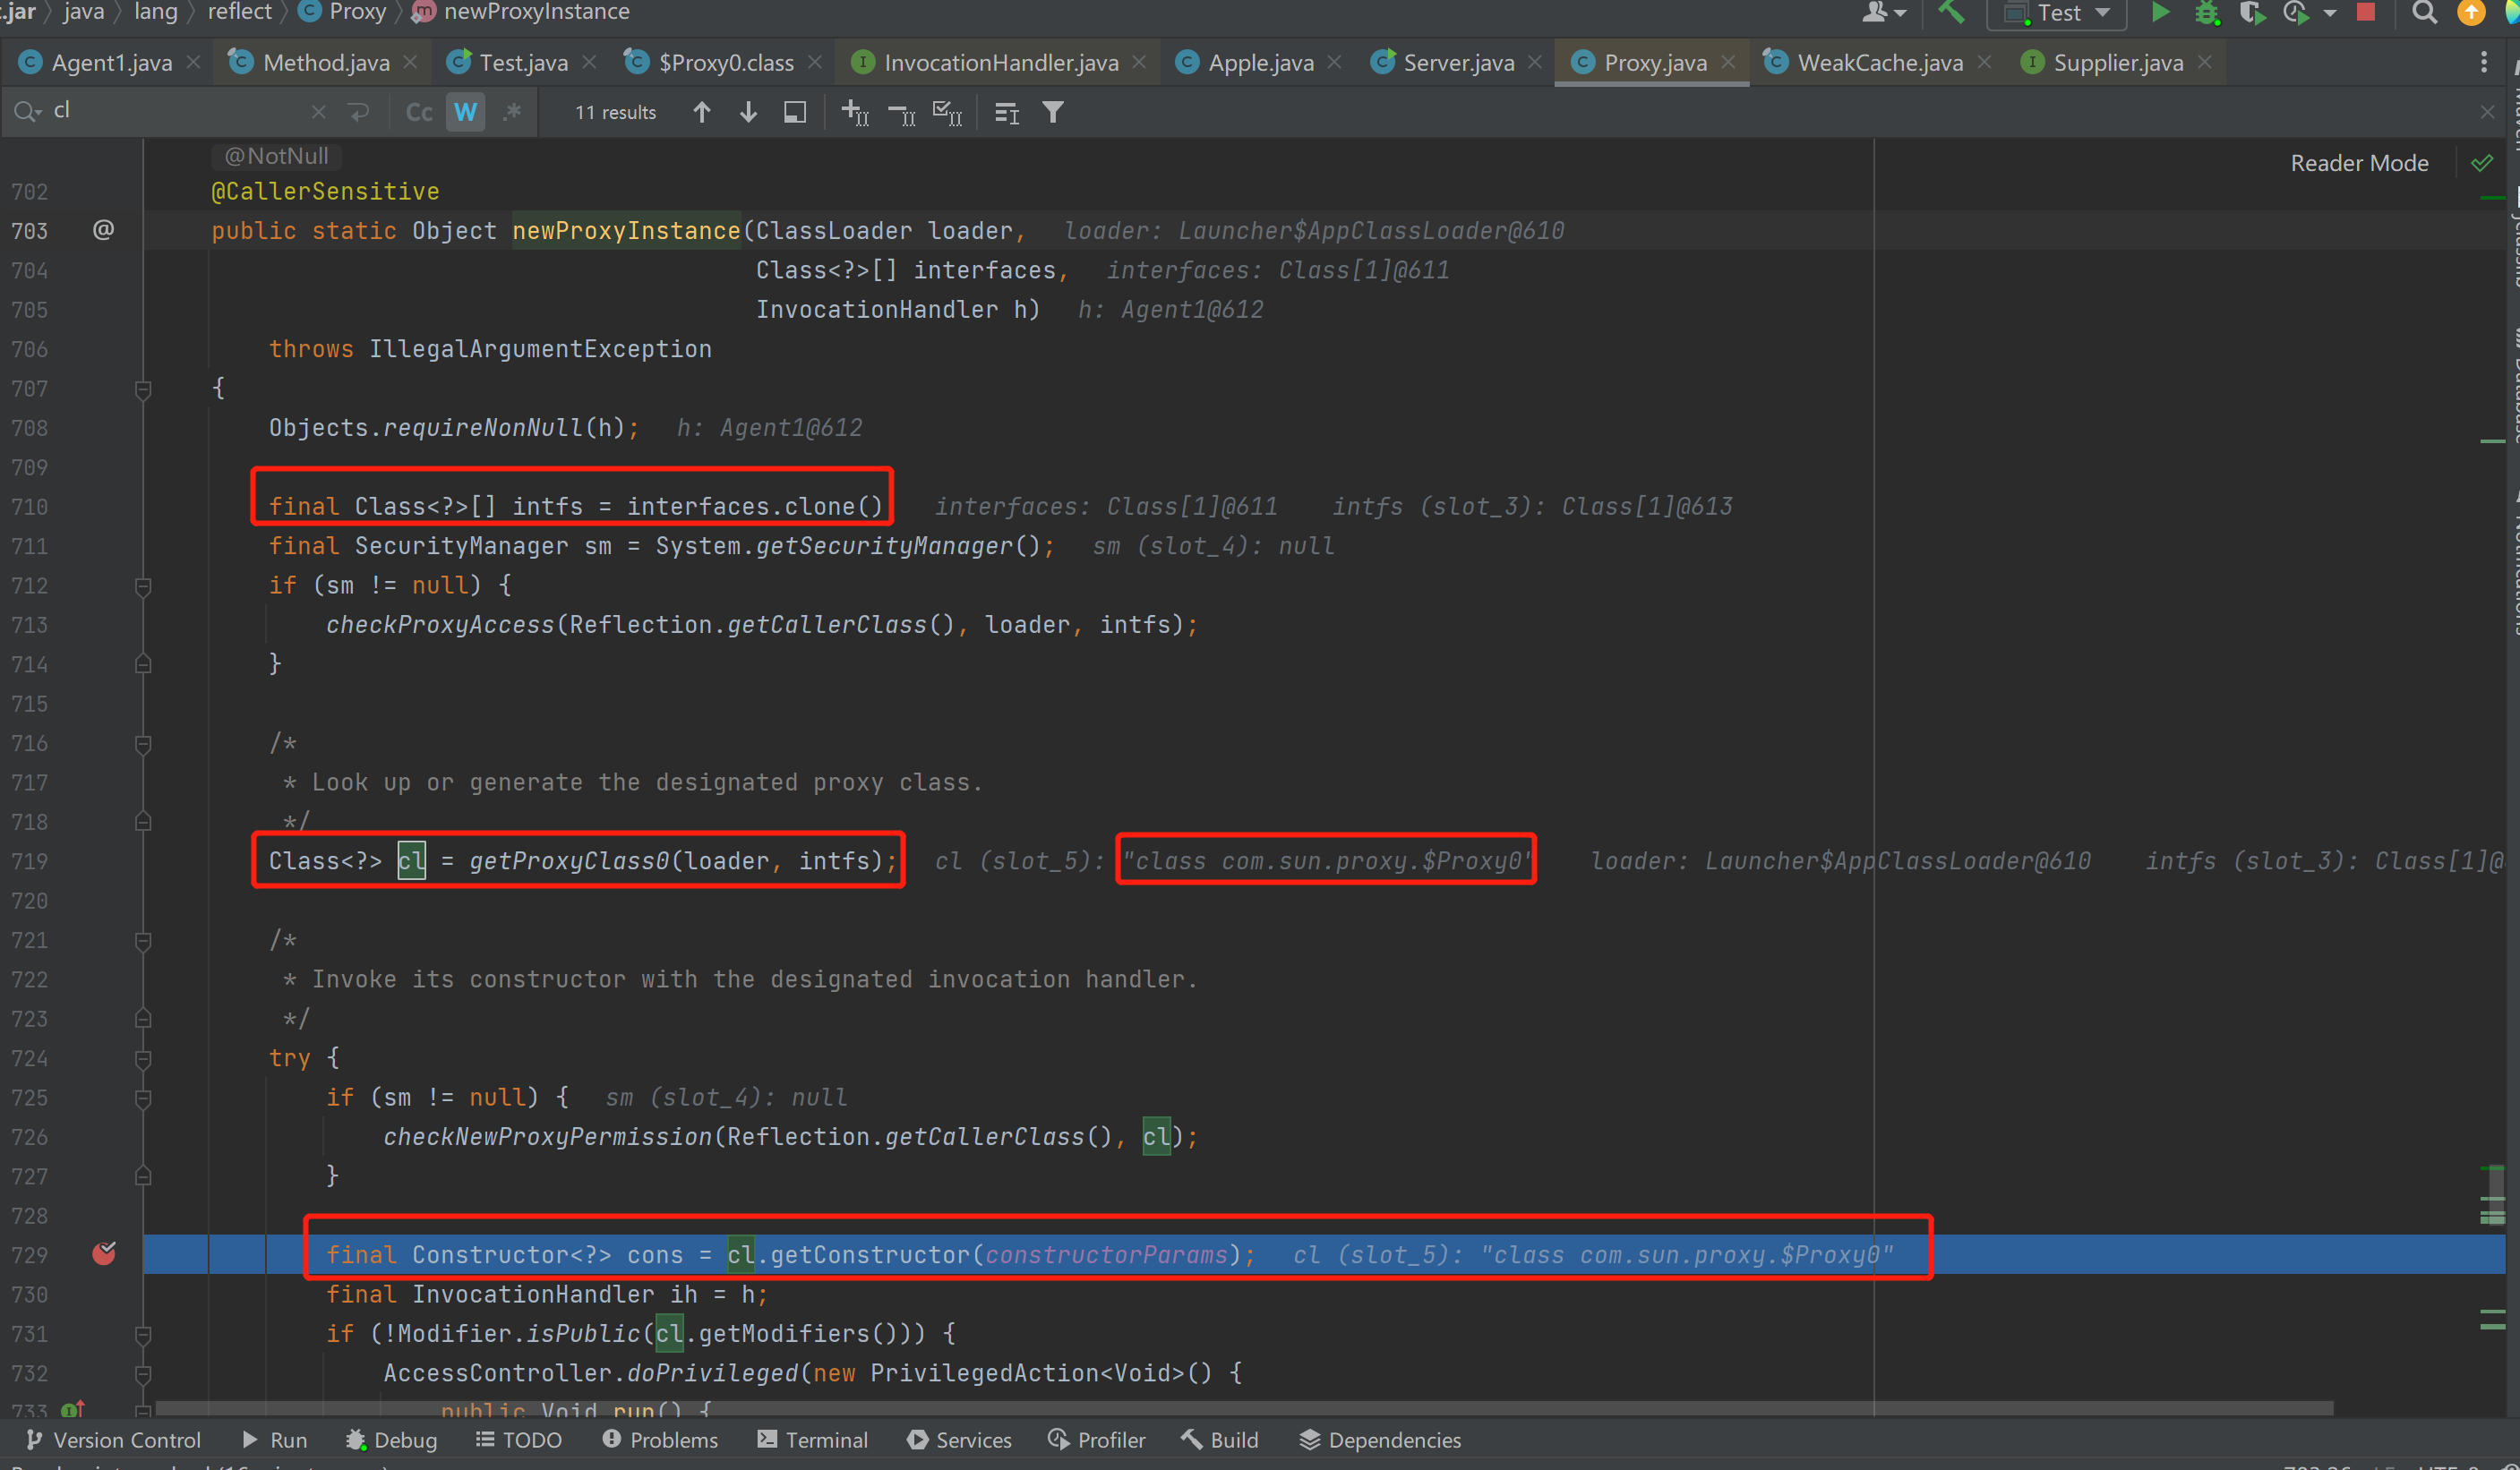 .jar java lang reflect Proxy newProxyInstance Test
Agent1.java Method.java Test.java $Proxy0.class InvocationHandler.java Apple.java Server.java Proxy.java WeakCache.java Supplier.java
cl Cc W .* 11 results
@NotNull
Reader Mode
702 @CallerSensitive
703 @ public static Object newProxyInstance(ClassLoader loader, loader: Launcher$AppClassLoader@610
704 Class<?>[] interfaces, interfaces: Class[1]@611
705 InvocationHandler h) h: Agent1@612
706 throws IllegalArgumentException
707 {
708 Objects.requireNonNull(h); h: Agent1@612
709
710 final Class<?>[] intfs = interfaces.clone() interfaces: Class[1]@611 intfs (slot_3): Class[1]@613
711 final SecurityManager sm = System.getSecurityManager(); sm (slot_4): null
712 if (sm != null) {
713 checkProxyAccess(Reflection.getCallerClass(), loader, intfs);
714 }
715
716 /*
717 * Look up or generate the designated proxy class.
718 */
719 Class<?> cl = getProxyClass0(loader, intfs); cl (slot_5): "class com.sun.proxy.$Proxy0" loader: Launcher$AppClassLoader@610 intfs (slot_3): Class[1]@
720
721 /*
722 * Invoke its constructor with the designated invocation handler.
723 */
724 try {
725 if (sm != null) { sm (slot_4): null
726 checkNewProxyPermission(Reflection.getCallerClass(), cl);
727 }
728
729 final Constructor<?> cons = cl.getConstructor(constructorParams); cl (slot_5): "class com.sun.proxy.$Proxy0"
730 final InvocationHandler ih = h;
731 if (!Modifier.isPublic(cl.getModifiers())) {
732 AccessController.doPrivileged(new PrivilegedAction<Void>() {
733 public Void run() {
Version Control Run Debug TODO Problems Terminal Services Profiler Build Dependencies